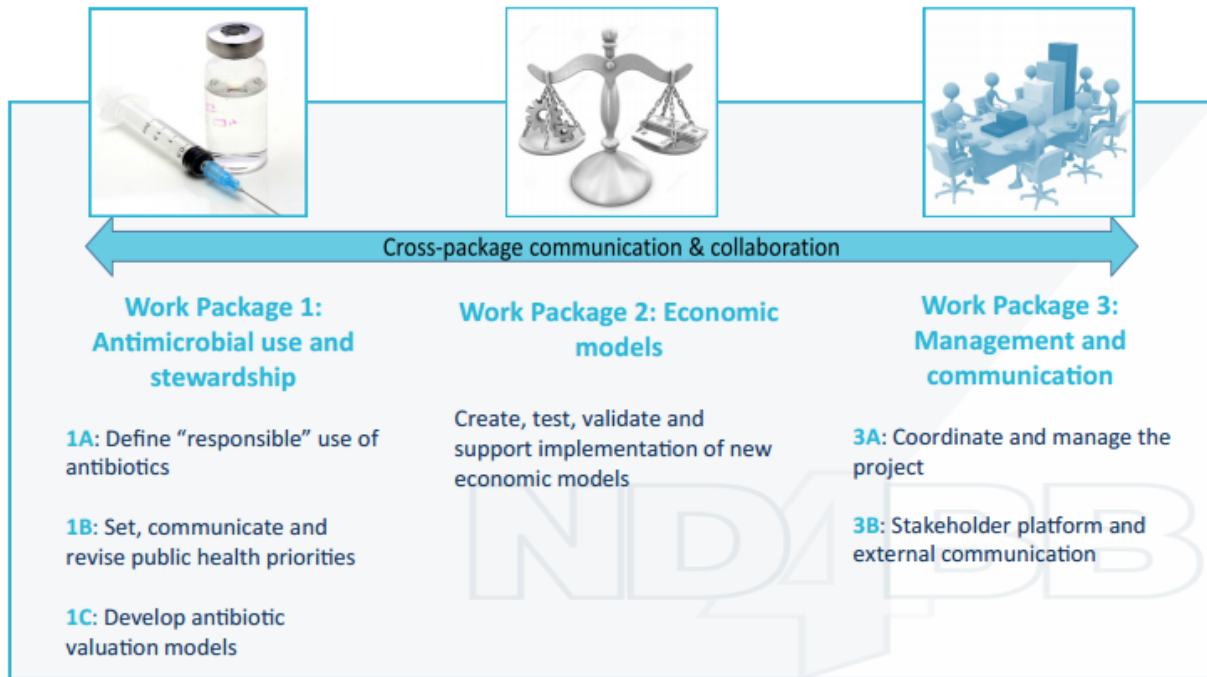 Cross-package communication & collaboration
Work Package 1:
Antimicrobial use and
stewardship
1A: Define “responsible” use of
antibiotics
1B: Set, communicate and
revise public health priorities
1C: Develop antibiotic
valuation models
Work Package 2: Economic
models
Create, test, validate and
support implementation of new
economic models
Work Package 3:
Management and
communication
3A: Coordinate and manage the
project
3B: Stakeholder platform and
external communication
ND4BB